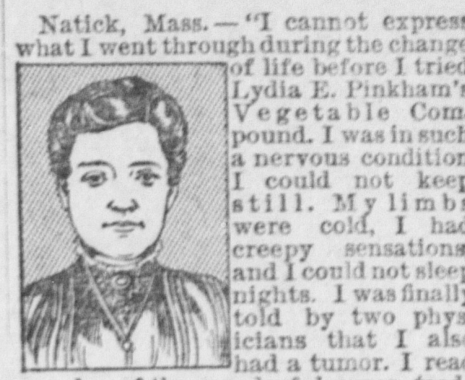 Natick, Mass.—"I cannot express
what I went through during the change
of life before I tried
Lydia E. Pinkham's
Vegetable Com
pound. I was in such
a nervous condition
I could not keep
still. My limbs
were cold, I had
creepy sensations
and I could not sleep
nights. I was finally
told by two phys
icians that I also
had a tumor. I read